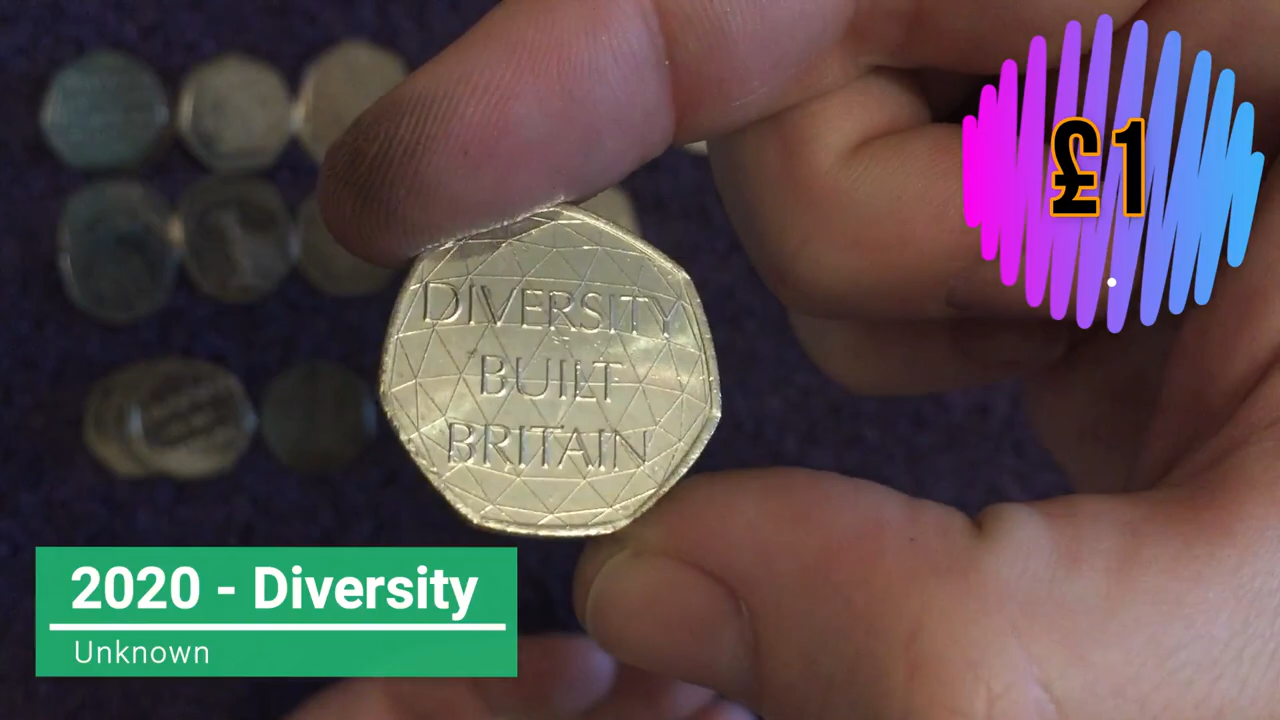 £1
DIVERSITY
BUILT
BRITAIN
2020 - Diversity
Unknown